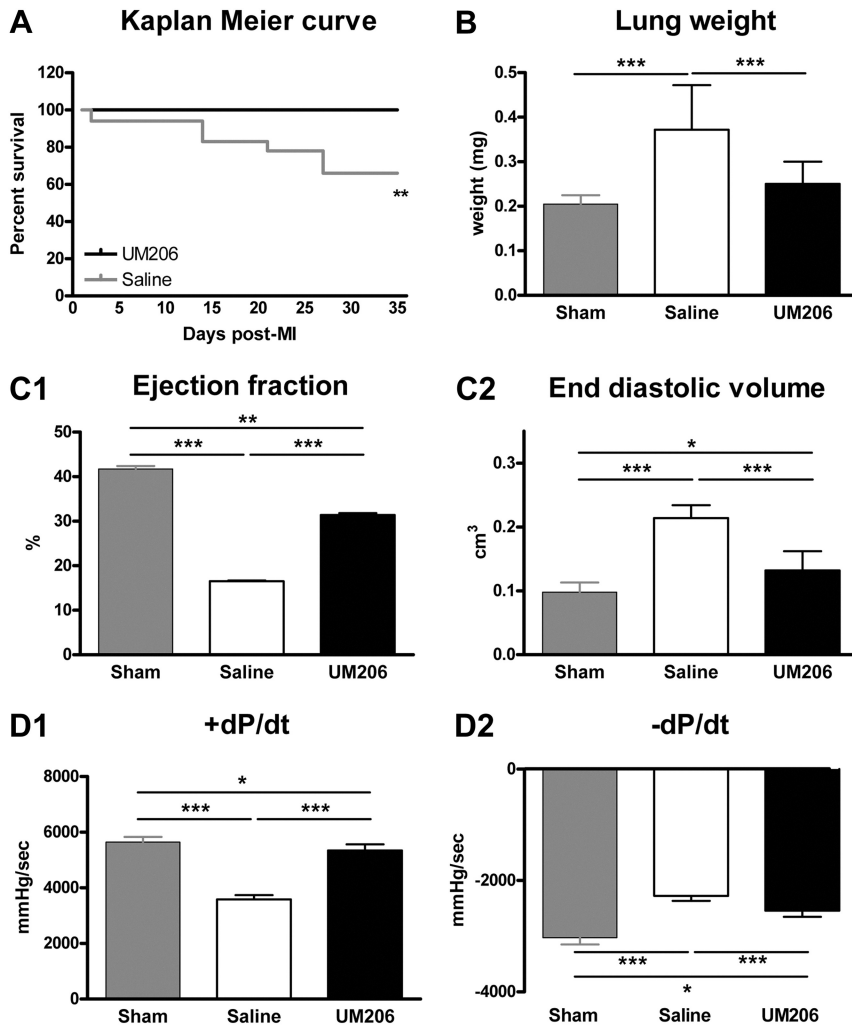 A Kaplan Meier curve
120
100
80
60
40
20
0
Percent survival
**
UM206
Saline
0 5 10 15 20 25 30 35
Days post-MI
B Lung weight
*** ***
0.5
0.4
0.3
0.2
0.1
0.0
weight (mg)
Sham Saline UM206
C1 Ejection fraction
**
*** ***
50
40
30
20
10
0
%
Sham Saline UM206
C2 End diastolic volume
*
*** ***
0.3
0.2
0.1
0.0
cm³
Sham Saline UM206
D1 +dP/dt
*
*** ***
8000
6000
4000
2000
0
mmHg/sec
Sham Saline UM206
D2 -dP/dt
0
-2000
-4000
mmHg/sec
*** ***
*
Sham Saline UM206